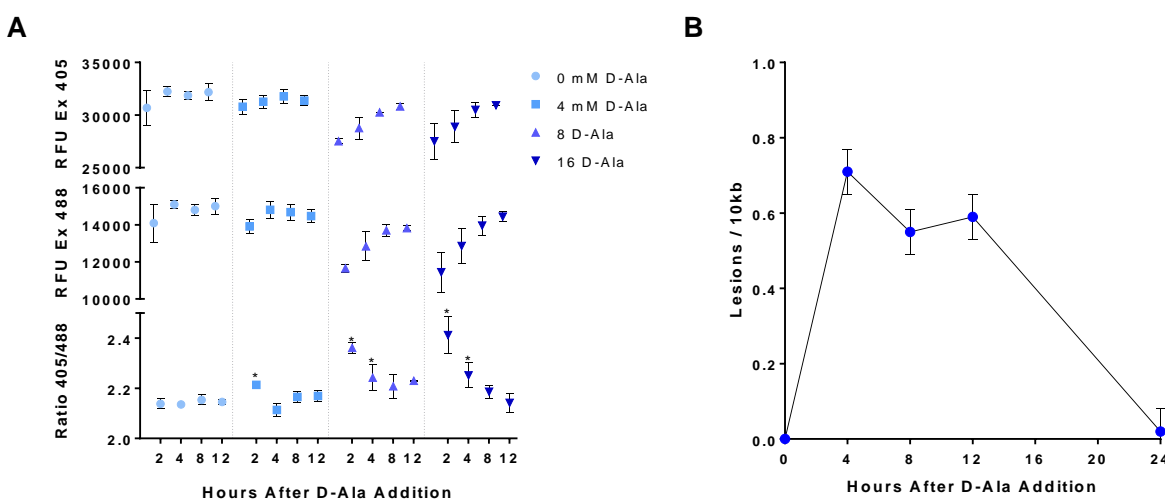 A
RFU Ex 405
35000
30000
25000
RFU Ex 488
16000
14000
12000
10000
Ratio 405/488
2.4
2.2
2.0
* * * * *
2 4 8 12 2 4 8 12 2 4 8 12 2 4 8 12
Hours After D-Ala Addition
0 mM D-Ala
4 mM D-Ala
8 D-Ala
16 D-Ala
B
Lesions / 10kb
1.0
0.8
0.6
0.4
0.2
0.0
0 4 8 12 16 20 24
Hours After D-Ala Addition